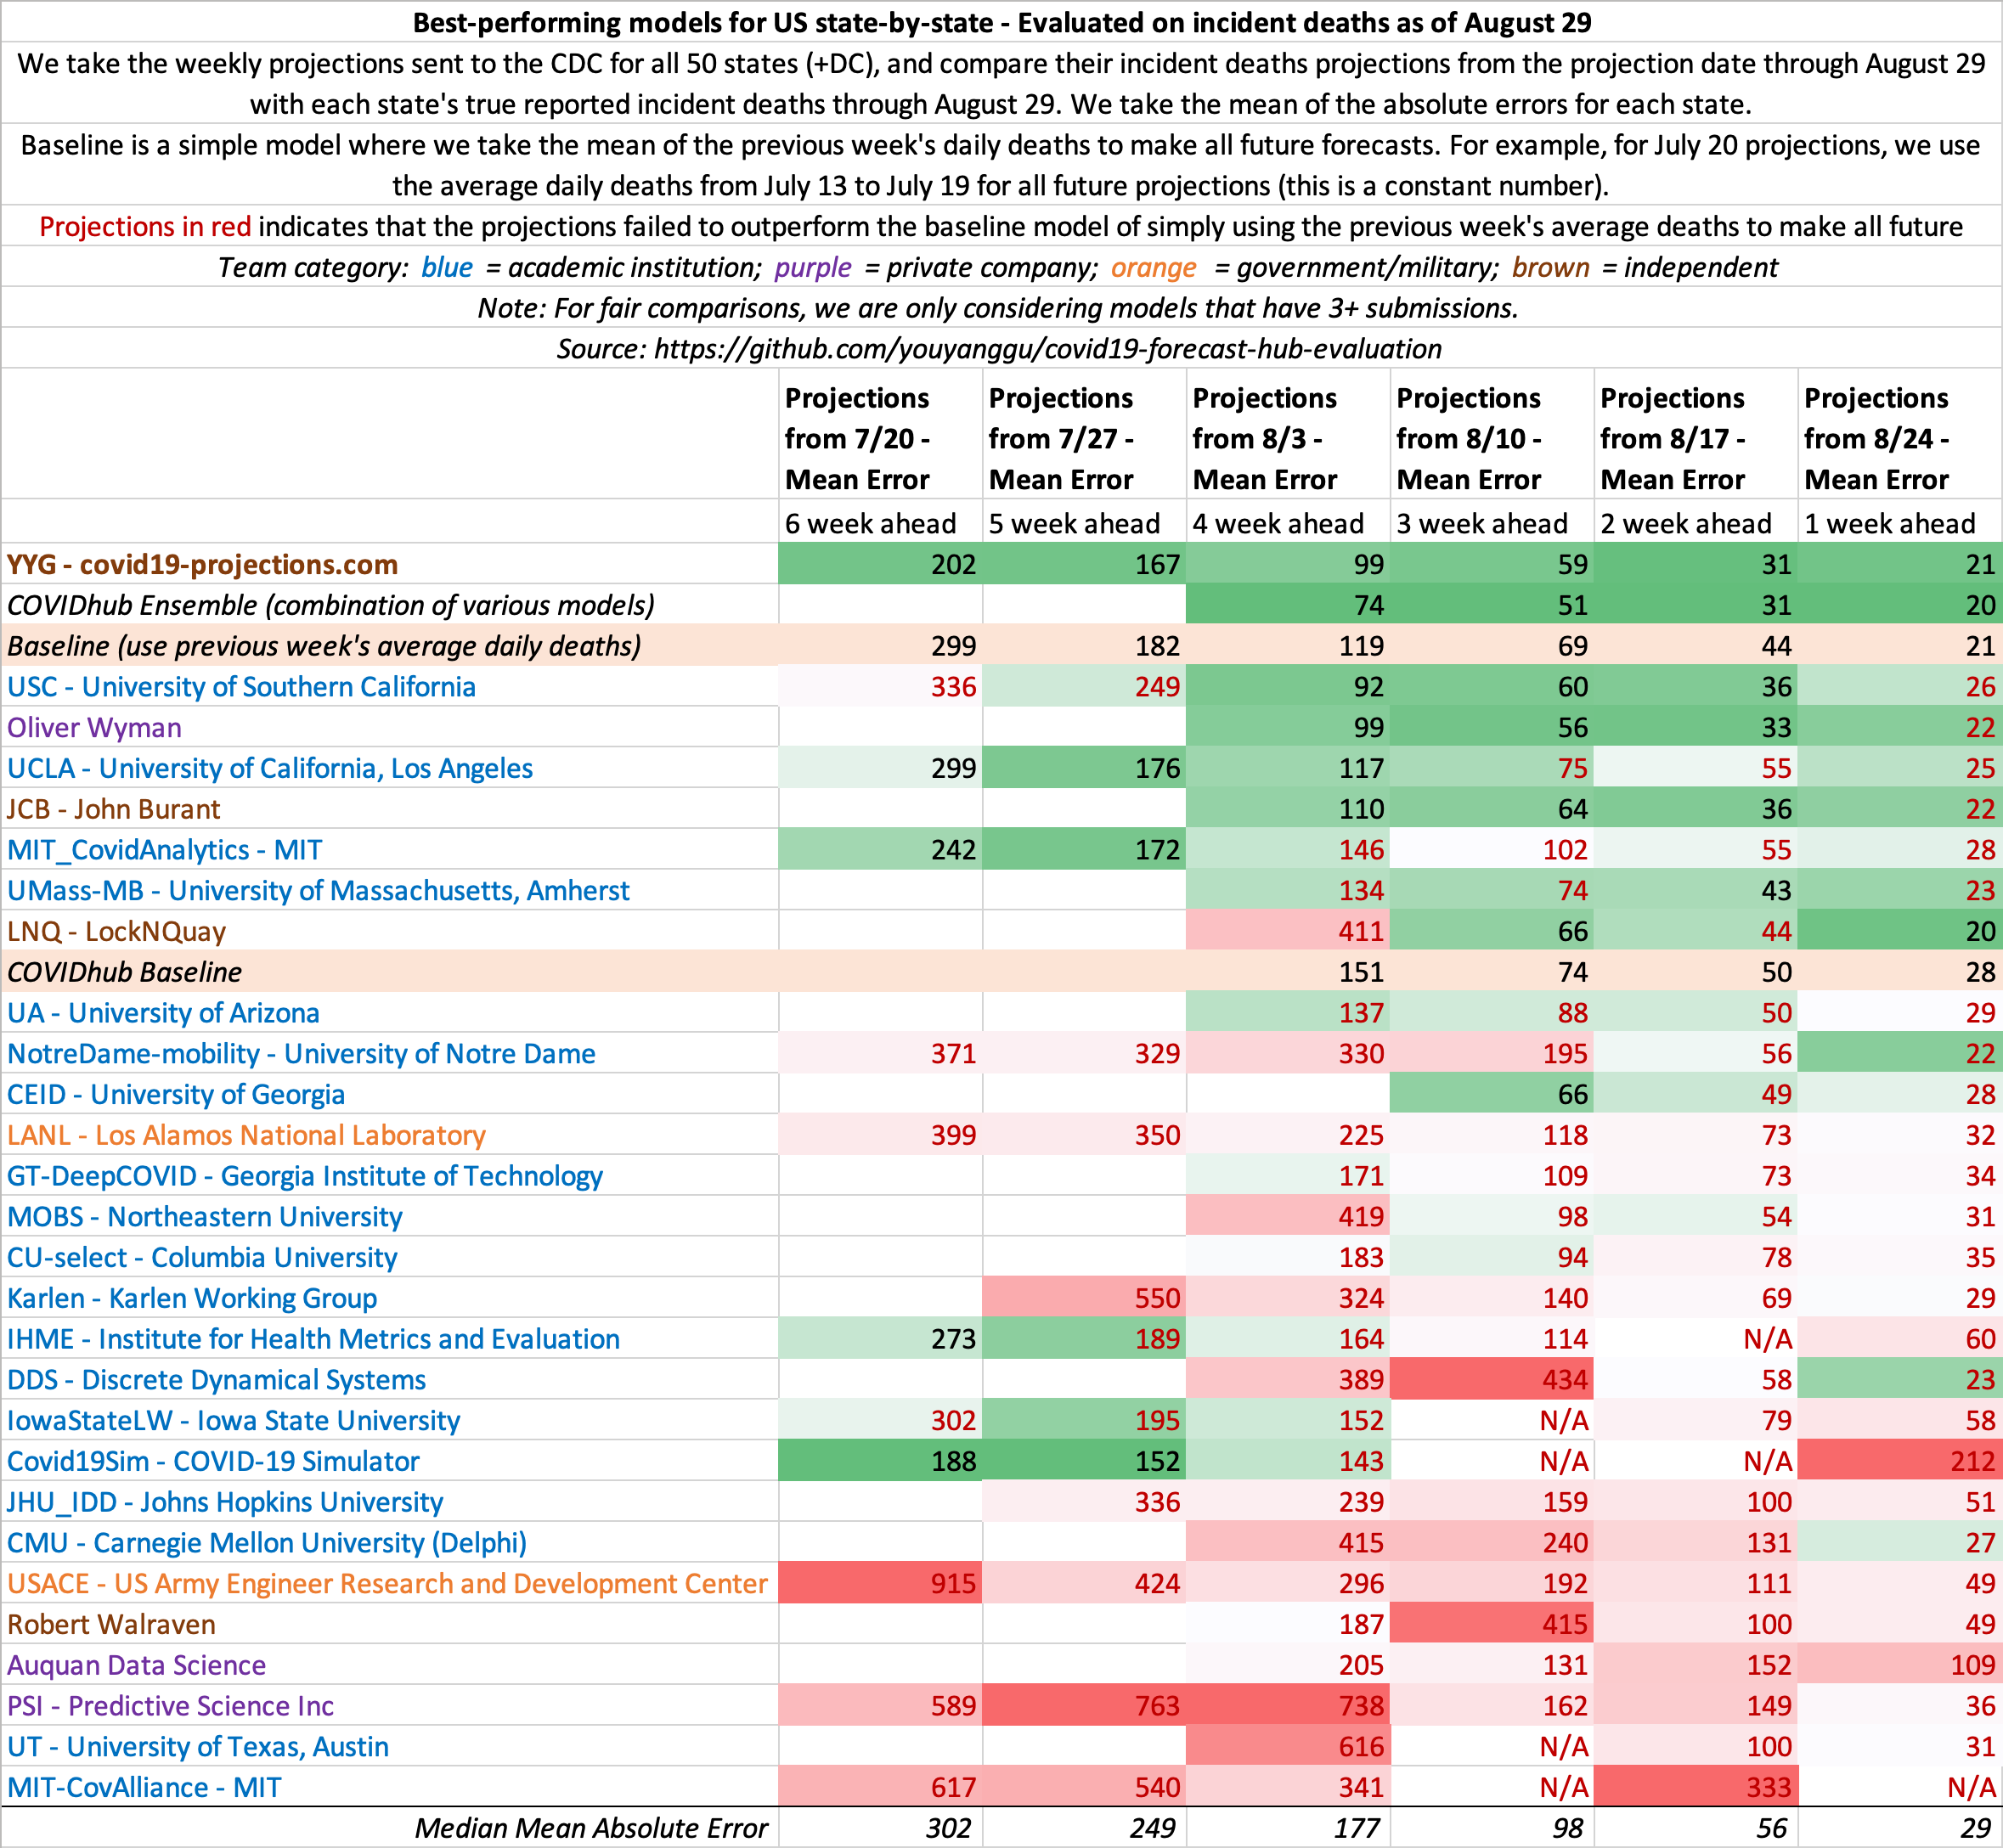 Best-performing models for US state-by-state - Evaluated on incident deaths as of August 29
We take the weekly projections sent to the CDC for all 50 states (+DC), and compare their incident deaths projections from the projection date through August 29
with each state's true reported incident deaths through August 29. We take the mean of the absolute errors for each state.
Baseline is a simple model where we take the mean of the previous week's daily deaths to make all future forecasts. For example, for July 20 projections, we use
the average daily deaths from July 13 to July 19 for all future projections (this is a constant number).
Projections in red indicates that the projections failed to outperform the baseline model of simply using the previous week's average deaths to make all future
Team category: blue = academic institution; purple = private company; orange = government/military; brown = independent
Note: For fair comparisons, we are only considering models that have 3+ submissions.
Source: https://github.com/youyanggu/covid19-forecast-hub-evaluation
Projections from 7/20 - Mean Error Projections from 7/27 - Mean Error Projections from 8/3 - Mean Error Projections from 8/10 - Mean Error Projections from 8/17 - Mean Error Projections from 8/24 - Mean Error
6 week ahead 5 week ahead 4 week ahead 3 week ahead 2 week ahead 1 week ahead
YYG - covid19-projections.com 202 167 99 59 31 21
COVIDhub Ensemble (combination of various models) 74 51 31 20
Baseline (use previous week's average daily deaths) 299 182 119 69 44 21
USC - University of Southern California 336 249 92 60 36 26
Oliver Wyman 99 56 33 22
UCLA - University of California, Los Angeles 299 176 117 75 55 25
JCB - John Burant 110 64 36 22
MIT_CovidAnalytics - MIT 242 172 146 102 55 28
UMass-MB - University of Massachusetts, Amherst 134 74 43 23
LNQ - LockNQuay 411 66 44 20
COVIDhub Baseline 151 74 50 28
UA - University of Arizona 137 88 50 29
NotreDame-mobility - University of Notre Dame 371 329 330 195 56 22
CEID - University of Georgia 66 49 28
LANL - Los Alamos National Laboratory 399 350 225 118 73 32
GT-DeepCOVID - Georgia Institute of Technology 171 109 73 34
MOBS - Northeastern University 419 98 54 31
CU-select - Columbia University 183 94 78 35
Karlen - Karlen Working Group 550 324 140 69 29
IHME - Institute for Health Metrics and Evaluation 273 189 164 114 N/A 60
DDS - Discrete Dynamical Systems 389 434 58 23
IowaStateLW - Iowa State University 302 195 152 N/A 79 58
Covid19Sim - COVID-19 Simulator 188 152 143 N/A N/A 212
JHU_IDD - Johns Hopkins University 336 239 159 100 51
CMU - Carnegie Mellon University (Delphi) 415 240 131 27
USACE - US Army Engineer Research and Development Center 915 424 296 192 111 49
Robert Walraven 187 415 100 49
Auquan Data Science 205 131 152 109
PSI - Predictive Science Inc 589 763 738 162 149 36
UT - University of Texas, Austin 616 N/A 100 31
MIT-CovAlliance - MIT 617 540 341 N/A 333 N/A
Median Mean Absolute Error 302 249 177 98 56 29